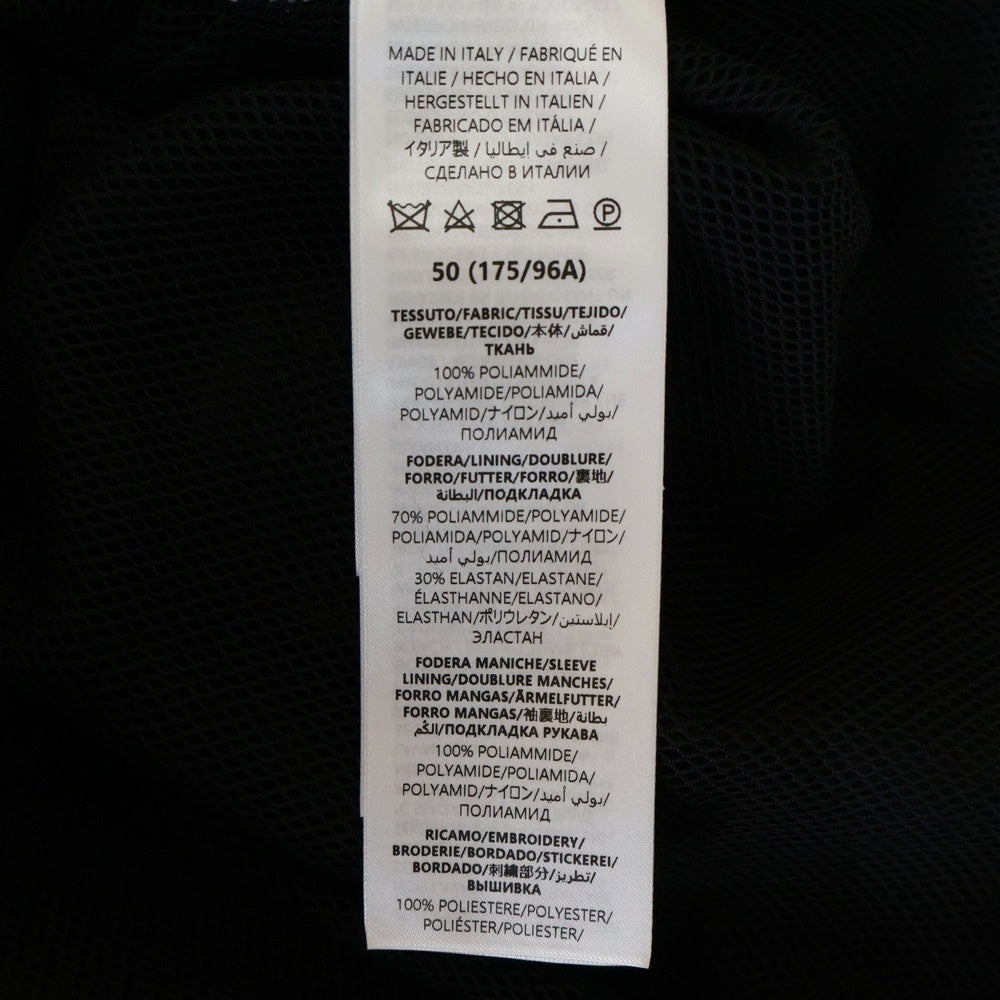 MADE IN ITALY / FABRIQUÉ EN
ITALIE / HECHO EN ITALIA /
HERGESTELLT IN ITALIEN /
FABRICADO EM ITÁLIA /
イタリア製 / صنع في إيطاليا /
СДЕЛАНО В ИТАЛИИ
P
50 (175/96A)
TESSUTO/FABRIC/TISSU/TEJIDO/
GEWEBE/TECIDO/本体/قماش/
ТКАНЬ
100% POLIAMMIDE/
POLYAMIDE/POLIAMIDA/
POLYAMID/ナイロン/بولي أميد/
ПОЛИАМИД
FODERA/LINING/DOUBLURE/
FORRO/FUTTER/FORRO/裏地/
البطانة/ПОДКЛАДКА
70% POLIAMMIDE/POLYAMIDE/
POLIAMIDA/POLYAMID/ナイロン/
بولي أميد/ПОЛИАМИД
30% ELASTAN/ELASTANE/
ÉLASTHANNE/ELASTANO/
ELASTHAN/ポリウレタン/إيلاستين/
ЭЛАСТАН
FODERA MANICHE/SLEEVE
LINING/DOUBLURE MANCHES/
FORRO MANGAS/ÄRMELFUTTER/
FORRO MANGAS/袖裏地/بطانة
الكُم/ПОДКЛАДКА РУКАВА
100% POLIAMMIDE/
POLYAMIDE/POLIAMIDA/
POLYAMID/ナイロン/بولي أميد/
ПОЛИАМИД
RICAMO/EMBROIDERY/
BRODERIE/BORDADO/STICKEREI/
BORDADO/刺繍部分/تطريز/
ВЫШИВКА
100% POLIESTERE/POLYESTER/
POLIÉSTER/POLIESTER/